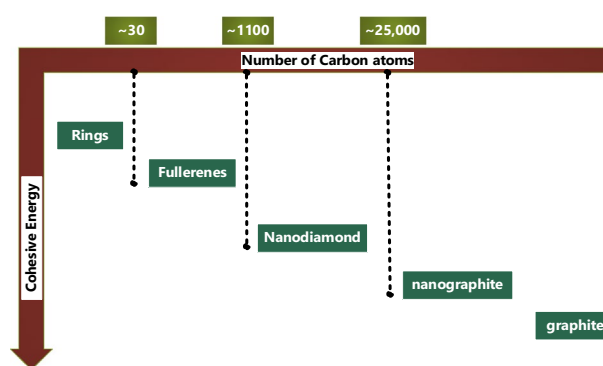 ~30
~1100
~25,000
Number of Carbon atoms
Rings
Fullerenes
Cohesive Energy
Nanodiamond
nanographite
graphite